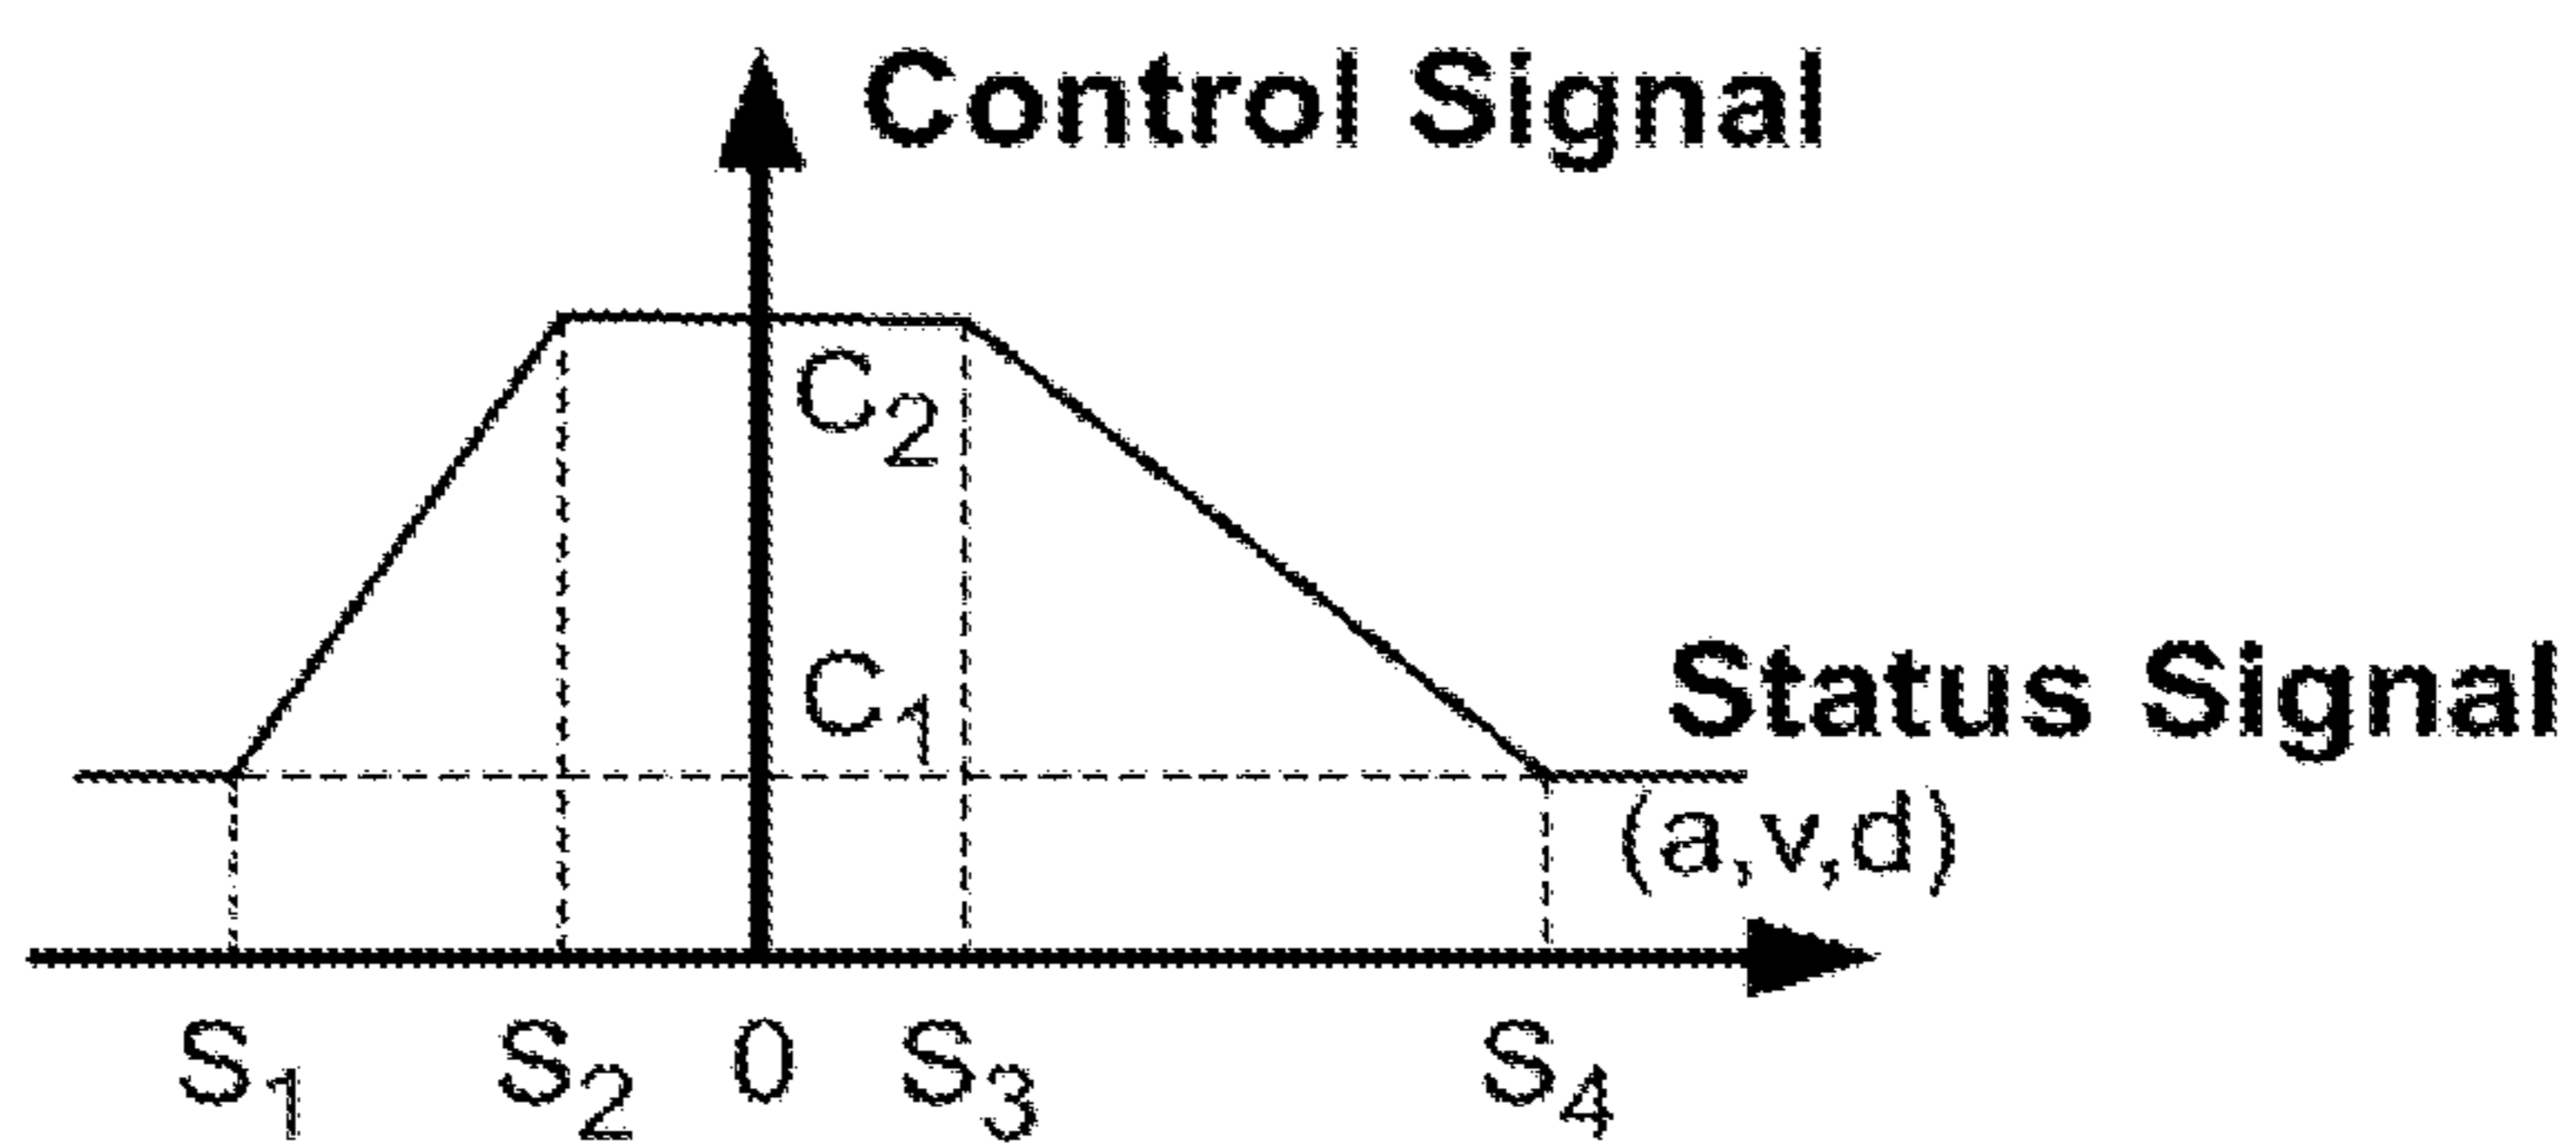 Control Signal
C2
C1
Status Signal
(a,v,d)
S1 S2 0 S3 S4